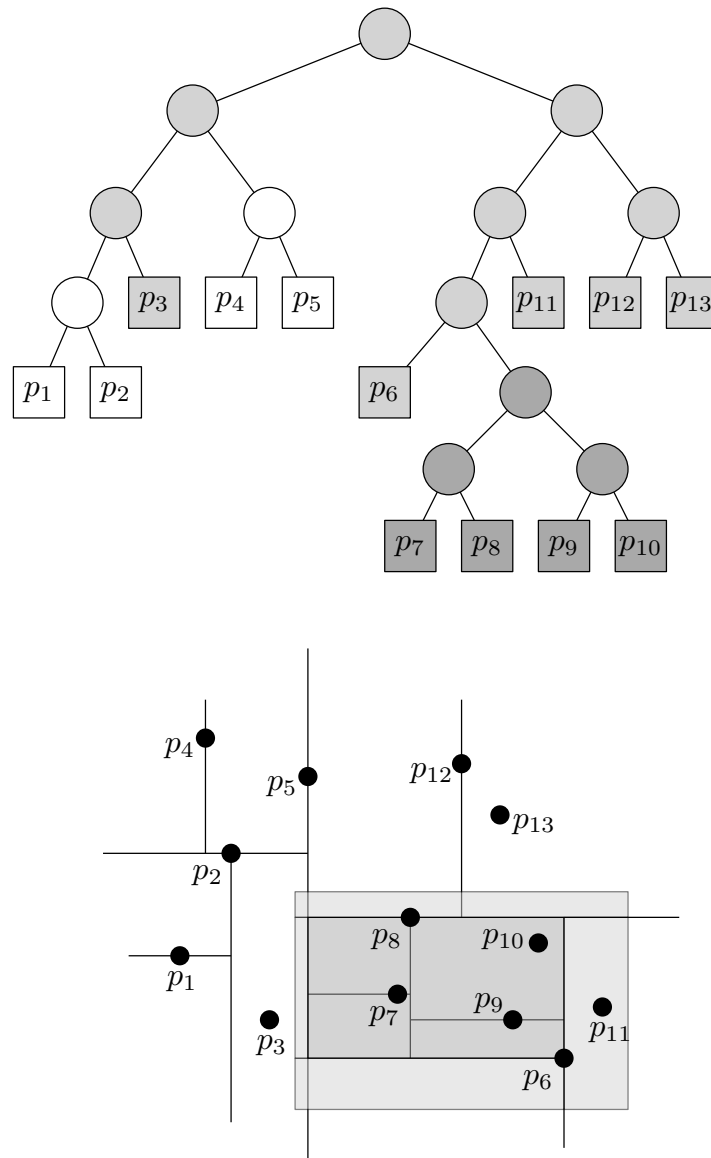 p₃ p₄ p₅ p₁₁ p₁₂ p₁₃
p₁ p₂ p₆
p₇ p₈ p₉ p₁₀
p₄
p₅ p₁₂
p₁₃
p₂
p₈ p₁₀
p₁
p₇ p₉
p₃ p₁₁
p₆